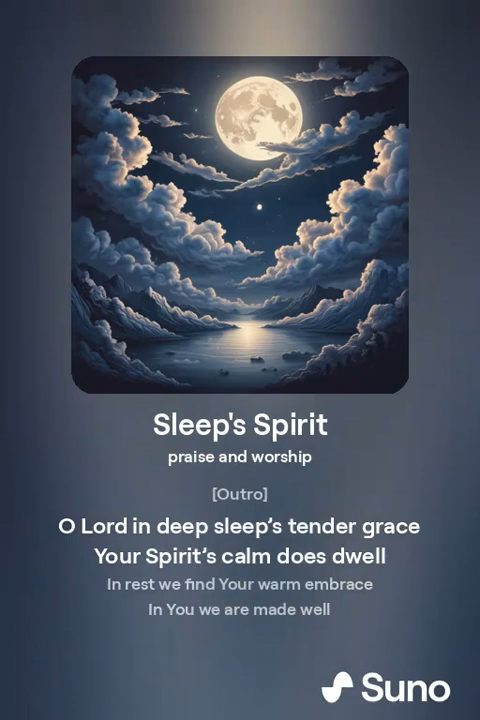 Sleep's Spirit
praise and worship
[Outro]
O Lord in deep sleep’s tender grace
Your Spirit’s calm does dwell
In rest we find Your warm embrace
In You we are made well
Suno